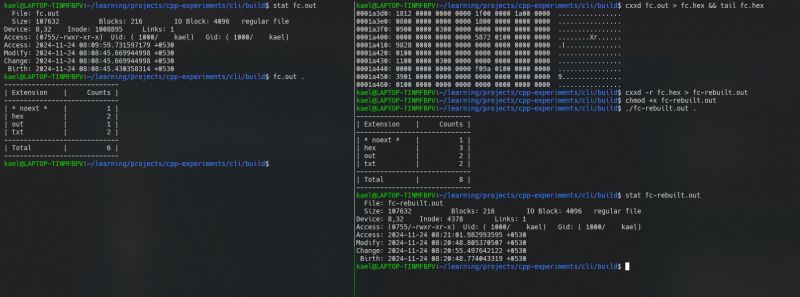 kael@LAPTOP-TINMFBPV:~/learning/projects/cpp-experiments/cli/build$ stat fc.out
  File: fc.out
  Size: 107632          Blocks: 216        IO Block: 4096   regular file
Device: 8,32    Inode: 1008895     Links: 1
Access: (0755/-rwxr-xr-x)  Uid: ( 1000/    kael)   Gid: ( 1000/    kael)
Access: 2024-11-24 08:09:59.731597179 +0530
Modify: 2024-11-24 08:08:45.669944998 +0530
Change: 2024-11-24 08:08:45.669944998 +0530
 Birth: 2024-11-24 08:08:45.430358314 +0530
kael@LAPTOP-TINMFBPV:~/learning/projects/cpp-experiments/cli/build$ fc.out .
-----------------------------
| Extension    |     Counts |
-----------------------------
| * noext *    |          1 |
| hex          |          2 |
| out          |          1 |
| txt          |          2 |
-----------------------------
| Total        |          6 |
-----------------------------
kael@LAPTOP-TINMFBPV:~/learning/projects/cpp-experiments/cli/build$
kael@LAPTOP-TINMFBPV:~/learning/projects/cpp-experiments/cli/build$ cxxd fc.out > fc.hex && tail fc.hex
0001a3d0: 1812 0000 0000 0000 1f00 0000 1a00 0000  ................
0001a3e0: 0800 0000 0000 0000 1800 0000 0000 0000  ................
0001a3f0: 0900 0000 0300 0000 0000 0000 0000 0000  ................
0001a400: 0000 0000 0000 0000 5872 0100 0000 0000  ........Xr......
0001a410: 9828 0000 0000 0000 0000 0000 0000 0000  .(..............
0001a420: 0100 0000 0000 0000 0000 0000 0000 0000  ................
0001a430: 1100 0000 0300 0000 0000 0000 0000 0000  ................
0001a440: 0000 0000 0000 0000 f09a 0100 0000 0000  ................
0001a450: 3901 0000 0000 0000 0000 0000 0000 0000  9...............
0001a460: 0100 0000 0000 0000 0000 0000 0000 0000  ................
kael@LAPTOP-TINMFBPV:~/learning/projects/cpp-experiments/cli/build$ cxxd -r fc.hex > fc-rebuilt.out
kael@LAPTOP-TINMFBPV:~/learning/projects/cpp-experiments/cli/build$ chmod +x fc-rebuilt.out
kael@LAPTOP-TINMFBPV:~/learning/projects/cpp-experiments/cli/build$ ./fc-rebuilt.out .
-----------------------------
| Extension    |     Counts |
-----------------------------
| * noext *    |          1 |
| hex          |          3 |
| out          |          2 |
| txt          |          2 |
-----------------------------
| Total        |          8 |
-----------------------------
kael@LAPTOP-TINMFBPV:~/learning/projects/cpp-experiments/cli/build$ stat fc-rebuilt.out
  File: fc-rebuilt.out
  Size: 107632          Blocks: 216        IO Block: 4096   regular file
Device: 8,32    Inode: 4378        Links: 1
Access: (0755/-rwxr-xr-x)  Uid: ( 1000/    kael)   Gid: ( 1000/    kael)
Access: 2024-11-24 08:21:01.982993595 +0530
Modify: 2024-11-24 08:20:48.805370507 +0530
Change: 2024-11-24 08:20:55.497642122 +0530
 Birth: 2024-11-24 08:20:48.774043319 +0530
kael@LAPTOP-TINMFBPV:~/learning/projects/cpp-experiments/cli/build$